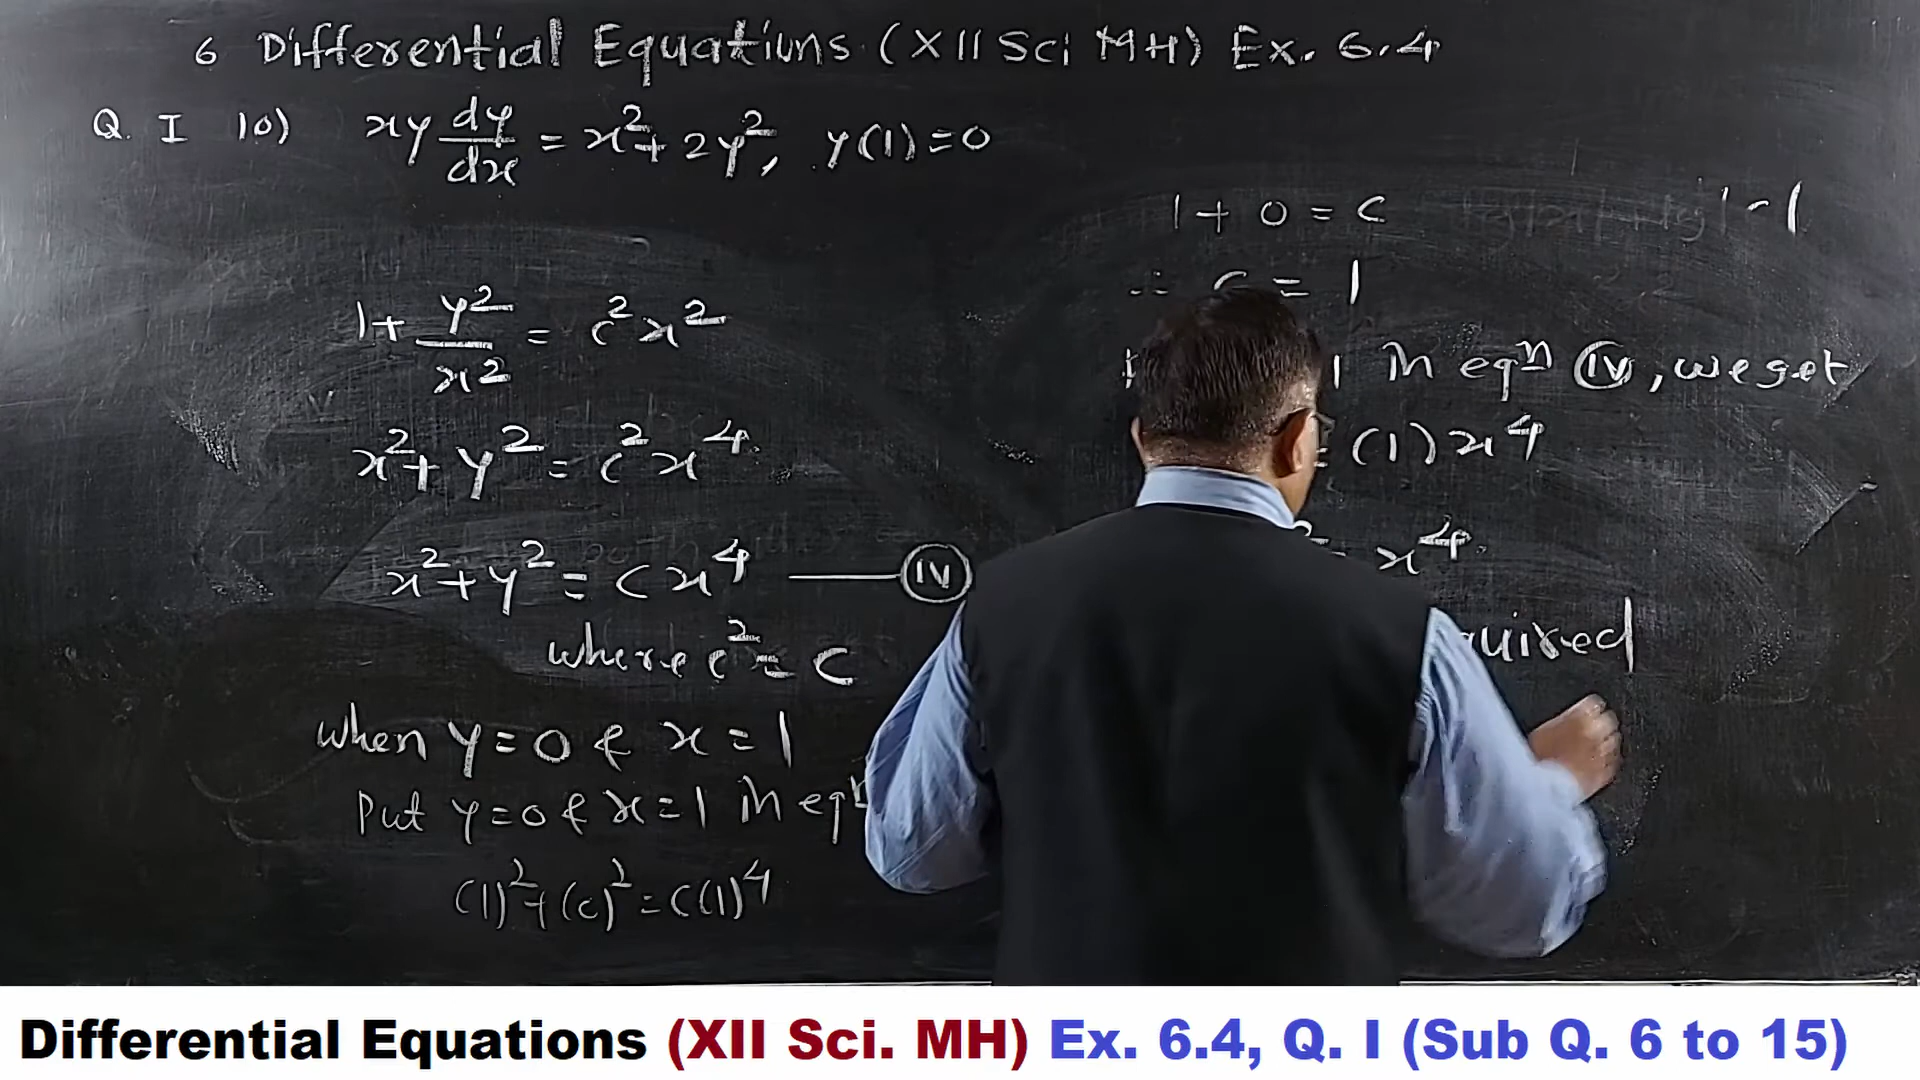 6 Differential Equations (XII Sci MH) Ex. 6.4
Q. I 10) xy dy/dx = x² + 2y², y(1) = 0
1 + y²/x² = c²x²
x² + y² = c²x⁴
x² + y² = cx⁴ —— (IV)
where c² = c
when y = 0 & x = 1
Put y = 0 & x = 1 in eqⁿ
(1)² + (c)² = c(1)⁴
1 + 0 = c
∴ c = 1
1 in eqⁿ (IV), we get
= (1)x⁴
² = x⁴
Differential Equations (XII Sci. MH) Ex. 6.4, Q. I (Sub Q. 6 to 15)